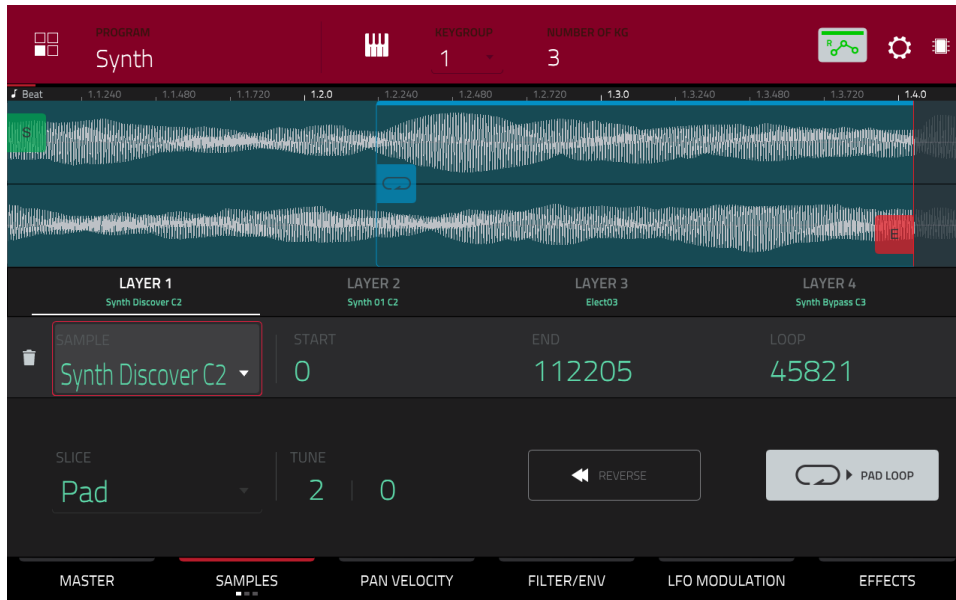 PROGRAM KEYGROUP NUMBER OF KG
Synth 1 3 R
Beat 1.1.240 1.1.480 1.1.720 1.2.0 1.2.240 1.2.480 1.2.720 1.3.0 1.3.240 1.3.480 1.3.720 1.4.0
S
E
LAYER 1 LAYER 2 LAYER 3 LAYER 4
Synth Discover C2 Synth 01 C2 Elect03 Synth Bypass C3
SAMPLE START END LOOP
Synth Discover C2 0 112205 45821
SLICE TUNE
Pad 2 0 REVERSE PAD LOOP
MASTER SAMPLES PAN VELOCITY FILTER/ENV LFO MODULATION EFFECTS